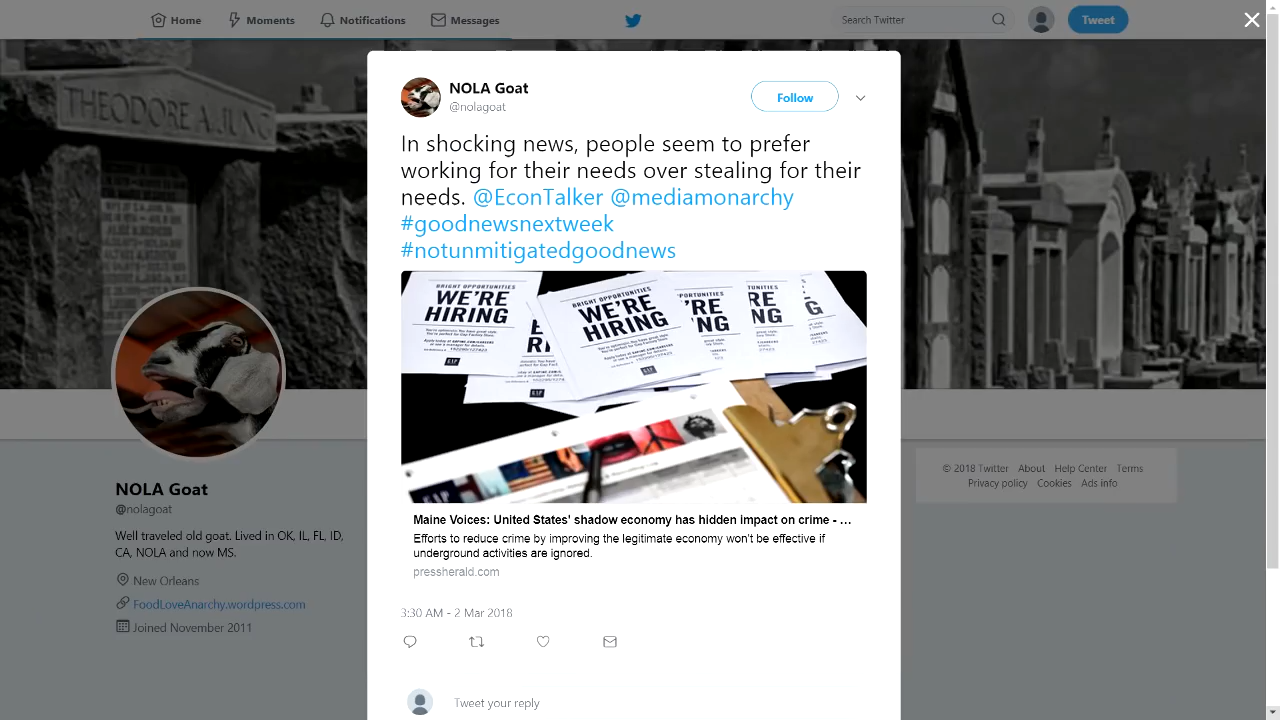 Home
Moments
Notifications
Messages
Search Twitter
Tweet
THEODORE A. JUNG
NOLA Goat
@nolagoat
Follow
In shocking news, people seem to prefer
working for their needs over stealing for their
needs. @EconTalker @mediamonarchy
#goodnewsnextweek
#notunmitigatedgoodnews
BRIGHT OPPORTUNITIES
WE'RE
HIRING
GAP
BRIGHT OPPORTUNITIES
WE'RE
HIRING
Maine Voices: United States' shadow economy has hidden impact on crime - ...
Efforts to reduce crime by improving the legitimate economy won't be effective if
underground activities are ignored.
pressherald.com
3:30 AM - 2 Mar 2018
Tweet your reply
NOLA Goat
@nolagoat
Well traveled old goat. Lived in OK, IL, FL, ID,
CA, NOLA and now MS.
New Orleans
FoodLoveAnarchy.wordpress.com
Joined November 2011
© 2018 Twitter About Help Center Terms
Privacy policy Cookies Ads info